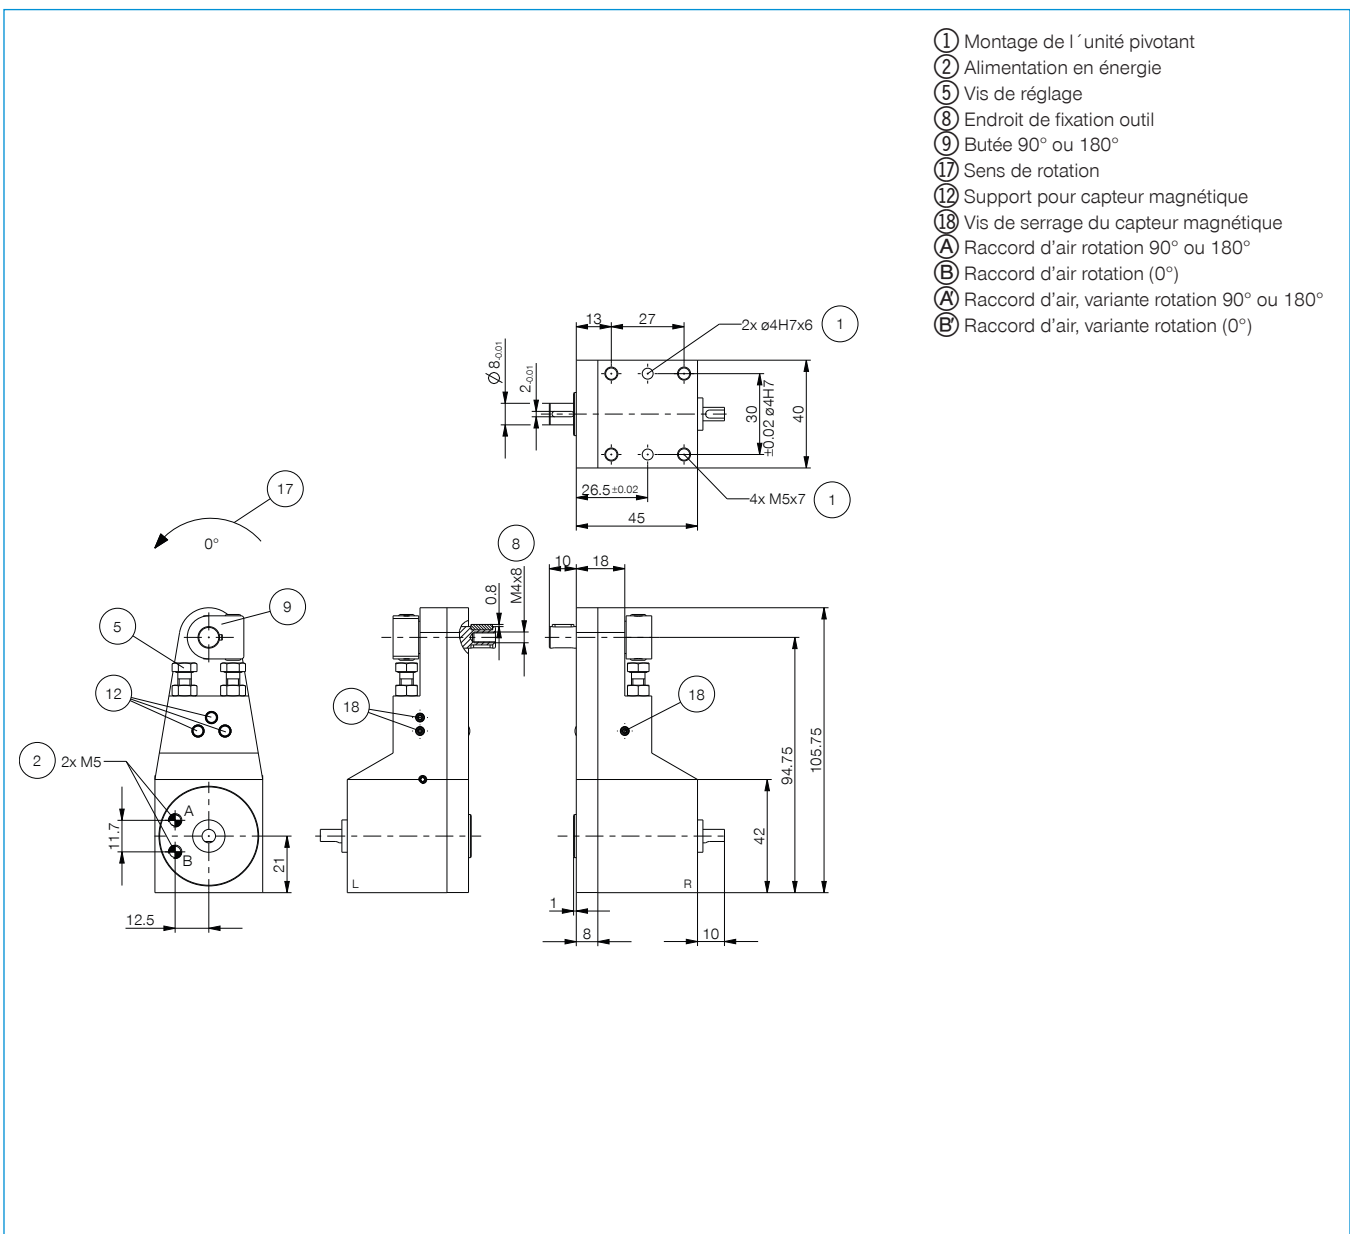 ① Montage de l´unité pivotant
② Alimentation en énergie
⑤ Vis de réglage
⑧ Endroit de fixation outil
⑨ Butée 90° ou 180°
⑰ Sens de rotation
⑫ Support pour capteur magnétique
⑱ Vis de serrage du capteur magnétique
Ⓐ Raccord d'air rotation 90° ou 180°
Ⓑ Raccord d'air rotation (0°)
A' Raccord d'air, variante rotation 90° ou 180°
B' Raccord d'air, variante rotation (0°)
13
27
2x ø4H7x6
1
Ø 8-0.01
2-0.01
30
±0.02 ø4H7
40
26.5±0.02
4x M5x7
1
45
17
0°
8
10
18
0.8
M4x8
9
5
12
18
18
2
2x M5
A
B
11.7
21
12.5
L
R
94.75
105.75
42
1
8
10